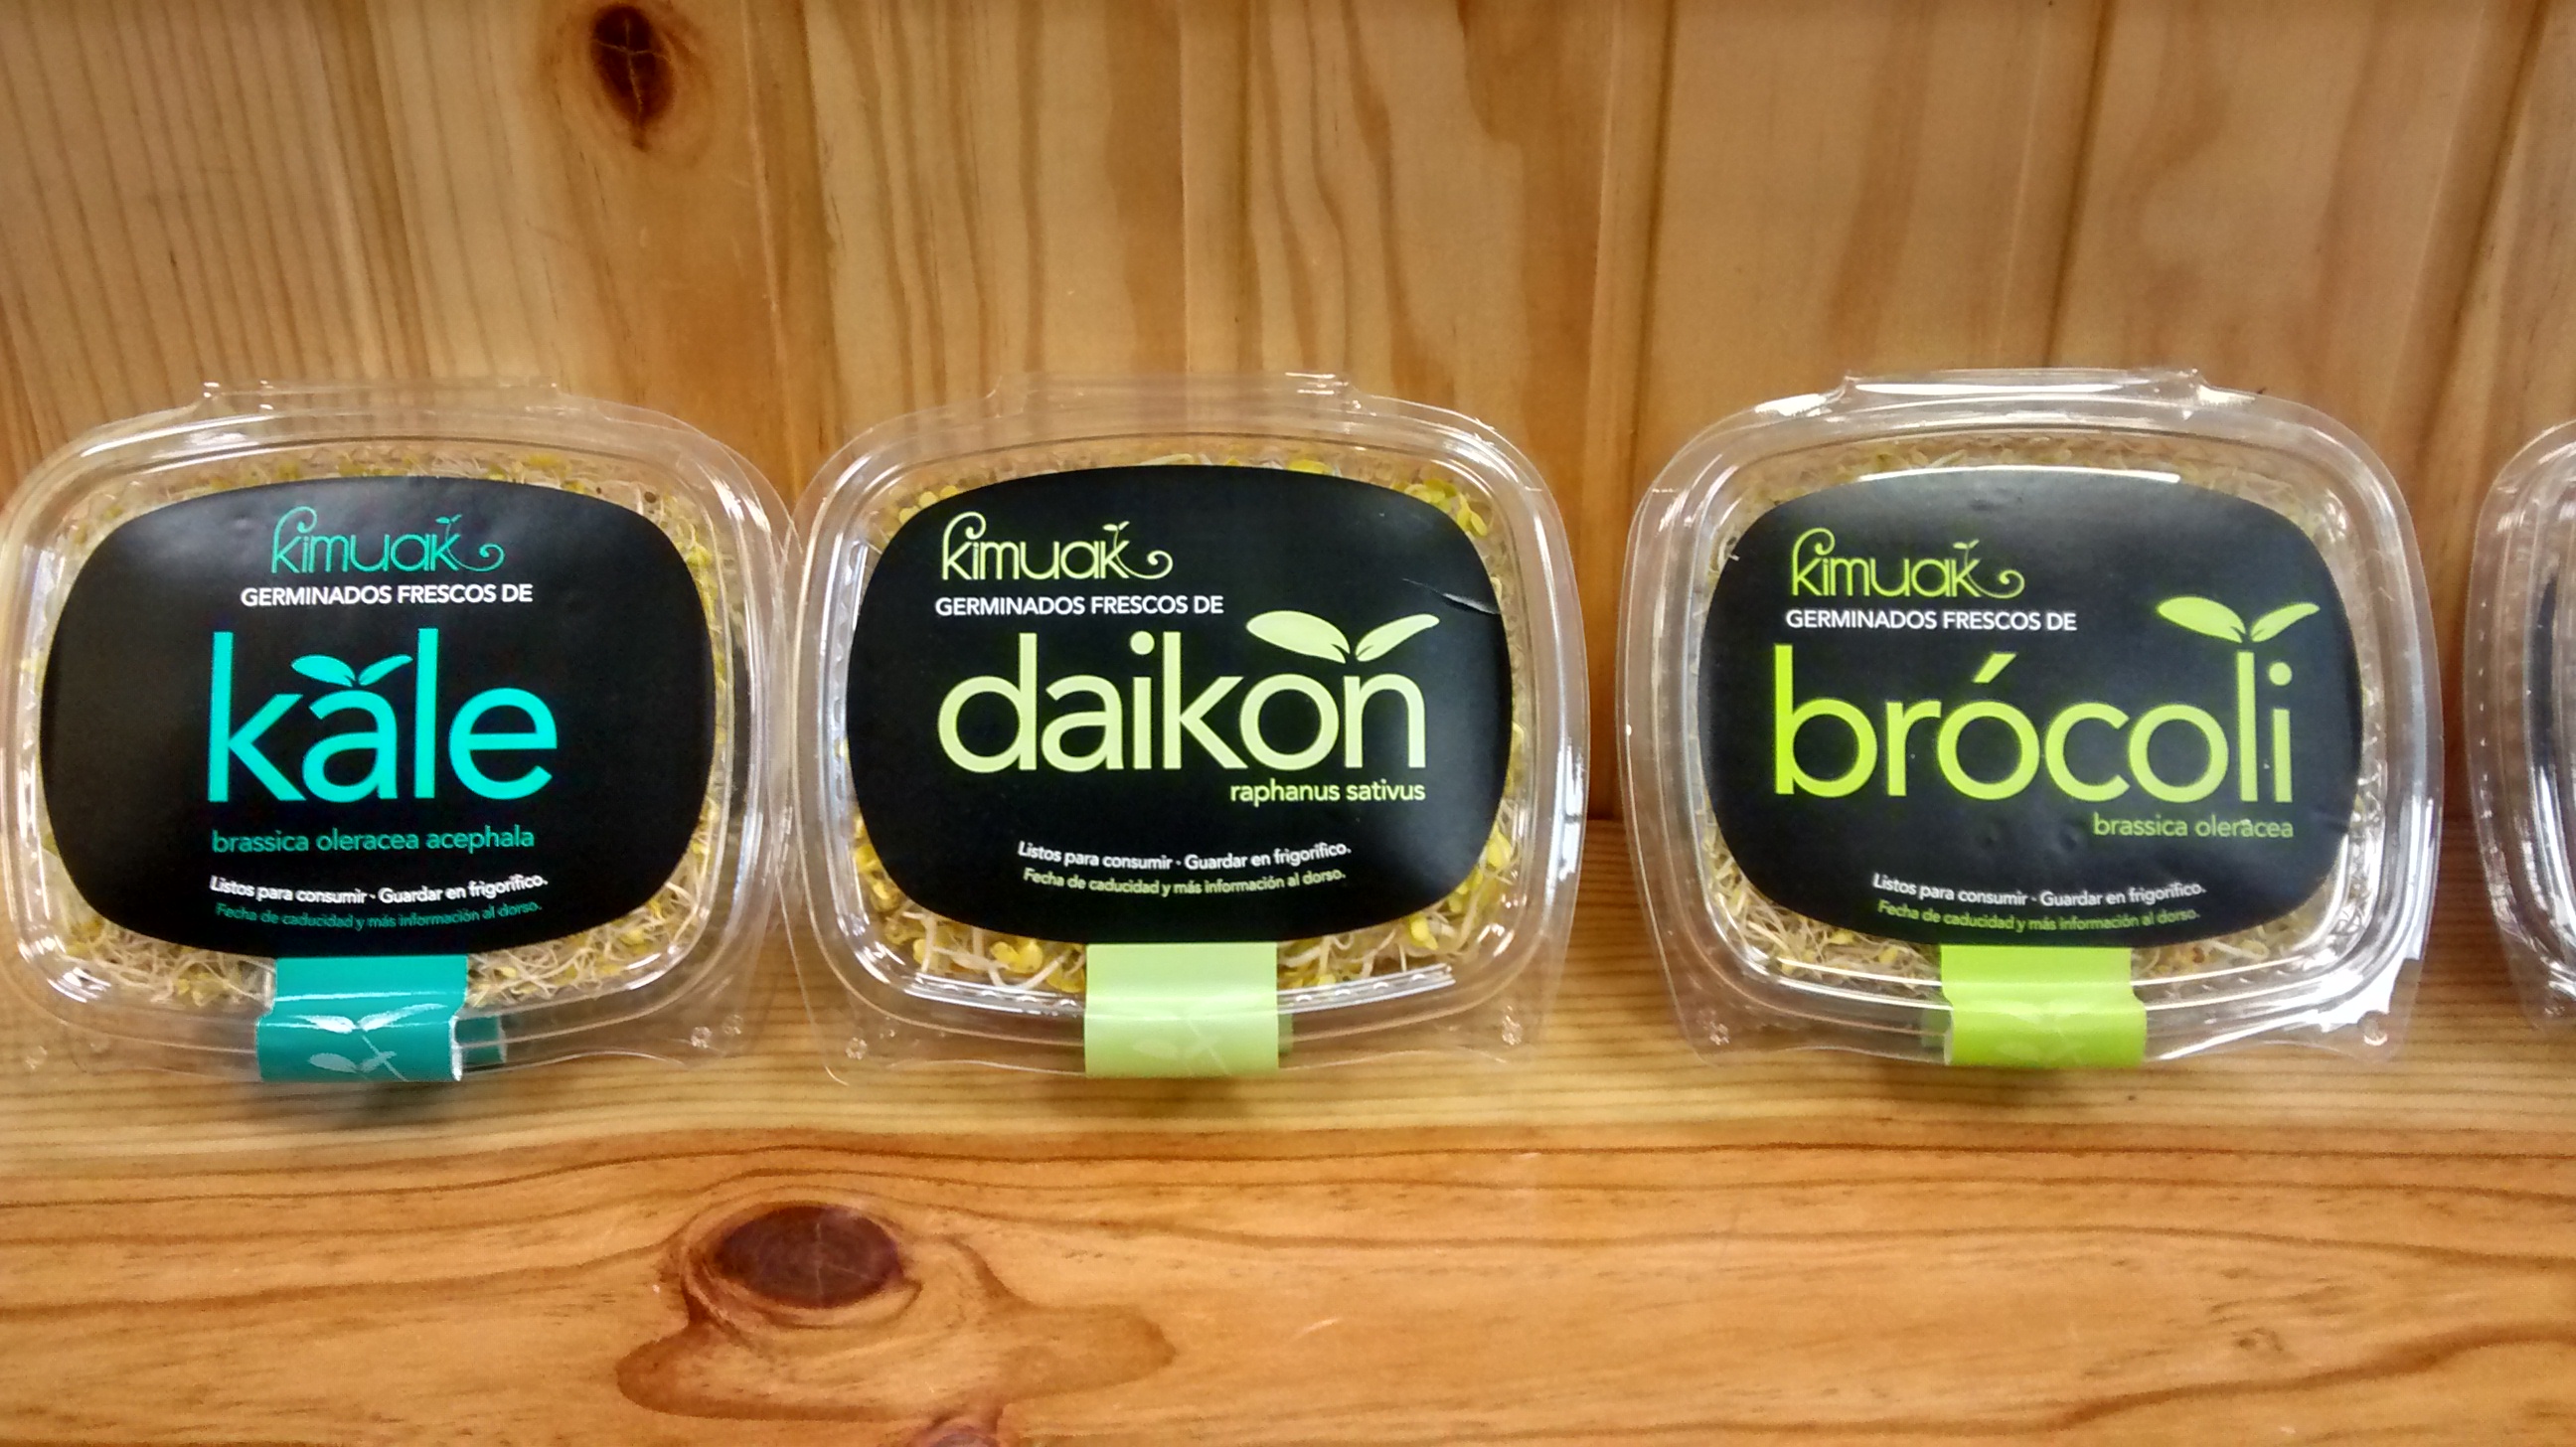 kimuak
GERMINADOS FRESCOS DE
kale
brassica oleracea acephala
Listos para consumir - Guardar en frigorífico.
Fecha de caducidad y más información al dorso.
kimuak
GERMINADOS FRESCOS DE
daikon
raphanus sativus
Listos para consumir - Guardar en frigorífico.
Fecha de caducidad y más información al dorso.
kimuak
GERMINADOS FRESCOS DE
brócoli
brassica oleracea
Listos para consumir - Guardar en frigorífico.
Fecha de caducidad y más información al dorso.